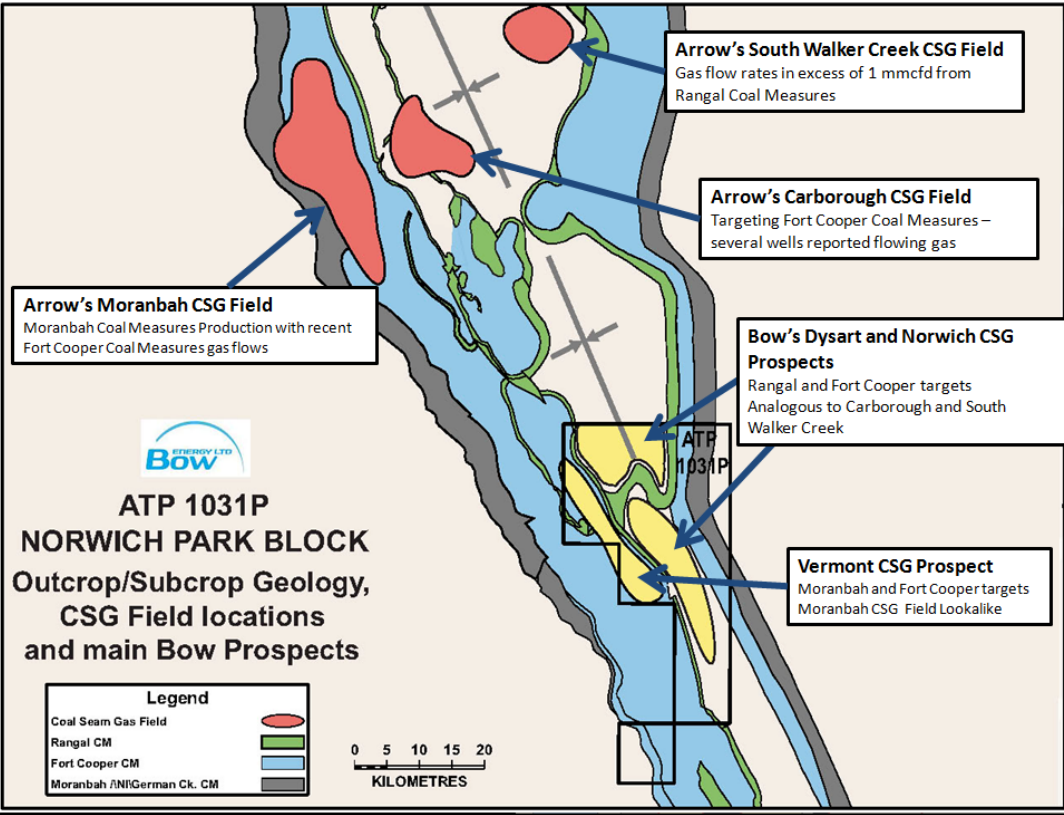 Arrow's South Walker Creek CSG Field
Gas flow rates in excess of 1 mmcfd from
Rangal Coal Measures
Arrow's Carborough CSG Field
Targeting Fort Cooper Coal Measures –
several wells reported flowing gas
Arrow's Moranbah CSG Field
Moranbah Coal Measures Production with recent
Fort Cooper Coal Measures gas flows
Bow's Dysart and Norwich CSG
Prospects
Rangal and Fort Cooper targets
Analogous to Carborough and South
Walker Creek
ATP
1031P
Vermont CSG Prospect
Moranbah and Fort Cooper targets
Moranbah CSG Field Lookalike
ENERGY LTD
Bow
ATP 1031P
NORWICH PARK BLOCK
Outcrop/Subcrop Geology,
CSG Field locations
and main Bow Prospects
Legend
Coal Seam Gas Field
Rangal CM
Fort Cooper CM
Moranbah /\NI\German Ck. CM
0 5 10 15 20
KILOMETRES